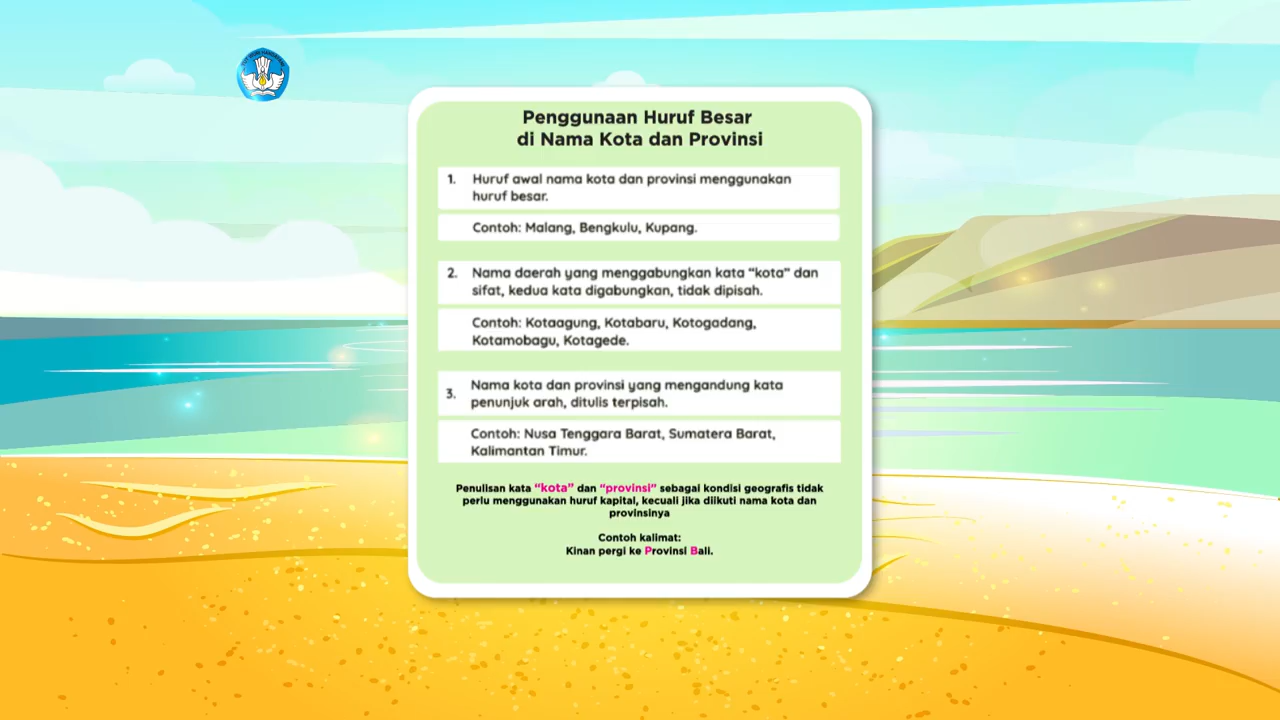 Penggunaan Huruf Besar
di Nama Kota dan Provinsi
1. Huruf awal nama kota dan provinsi menggunakan
huruf besar.
Contoh: Malang, Bengkulu, Kupang.
2. Nama daerah yang menggabungkan kata “kota” dan
sifat, kedua kata digabungkan, tidak dipisah.
Contoh: Kotaagung, Kotabaru, Kotogadang,
Kotamobagu, Kotagede.
3. Nama kota dan provinsi yang mengandung kata
penunjuk arah, ditulis terpisah.
Contoh: Nusa Tenggara Barat, Sumatera Barat,
Kalimantan Timur.
Penulisan kata “kota” dan “provinsi” sebagai kondisi geografis tidak
perlu menggunakan huruf kapital, kecuali jika diikuti nama kota dan
provinsinya
Contoh kalimat:
Kinan pergi ke Provinsi Bali.